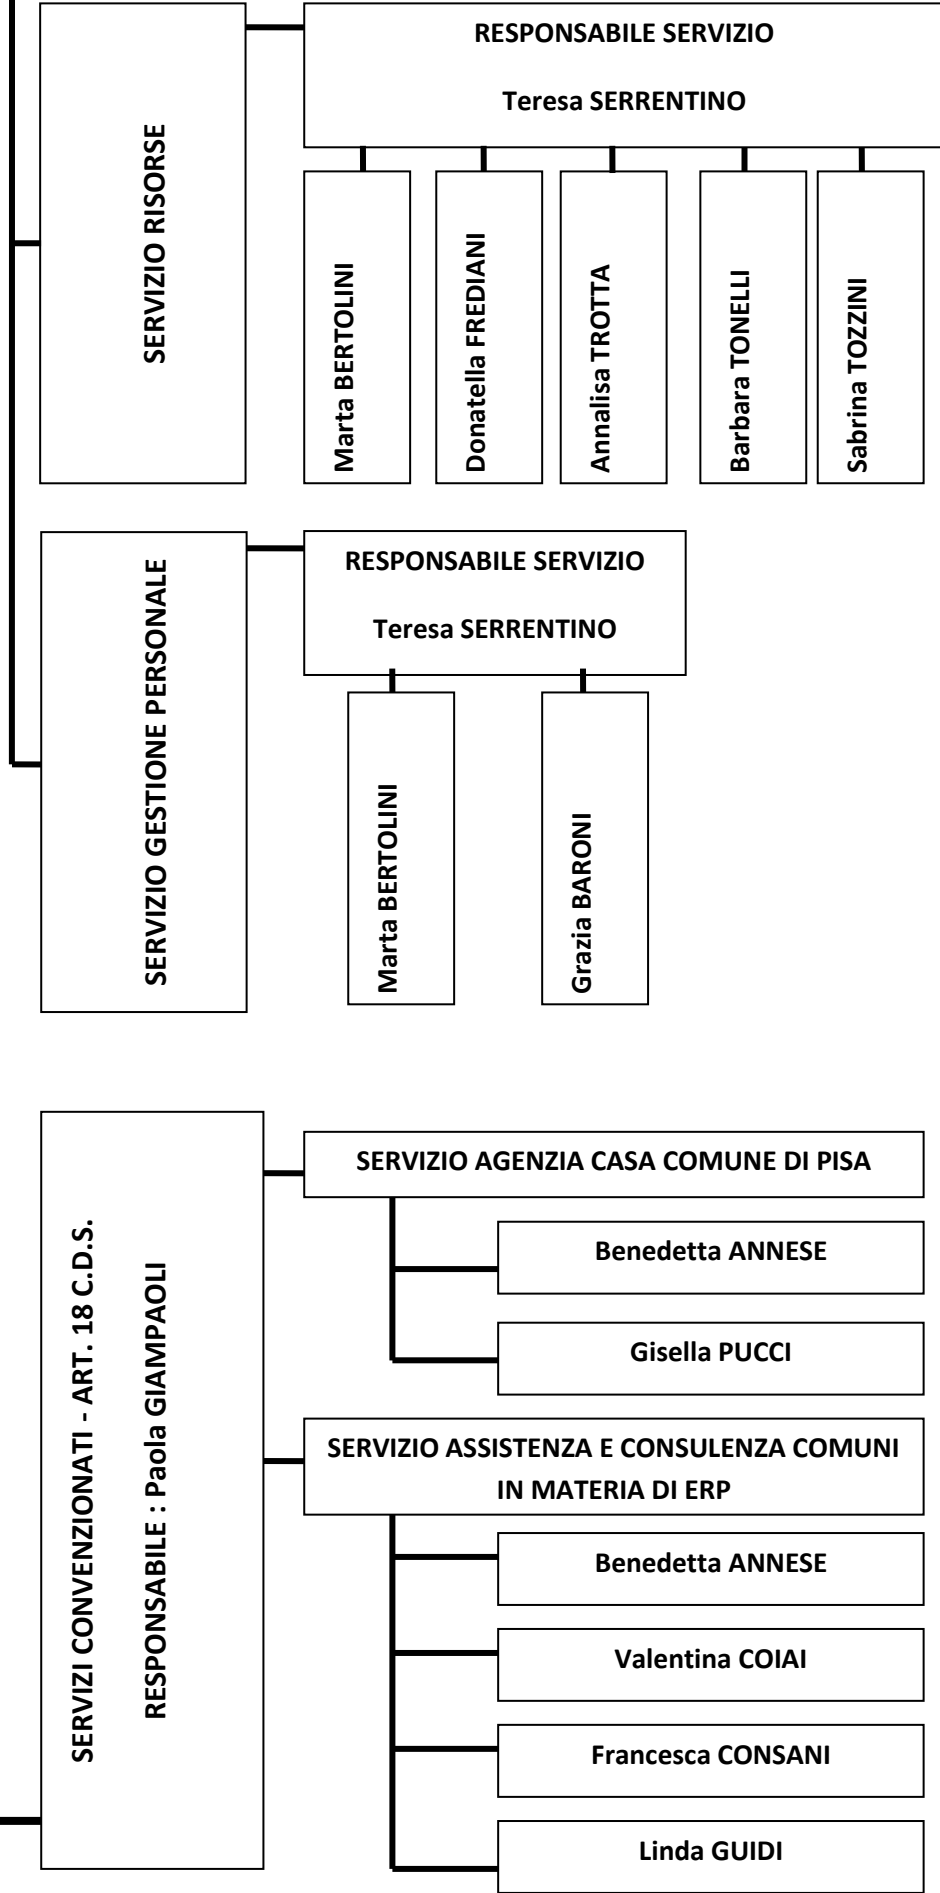 SERVIZIO RISORSE
RESPONSABILE SERVIZIO
Teresa SERRENTINO
Marta BERTOLINI
Donatella FREDIANI
Annalisa TROTTA
Barbara TONELLI
Sabrina TOZZINI
SERVIZIO GESTIONE PERSONALE
RESPONSABILE SERVIZIO
Teresa SERRENTINO
Marta BERTOLINI
Grazia BARONI
SERVIZI CONVENZIONATI - ART. 18 C.D.S.
RESPONSABILE : Paola GIAMPAOLI
SERVIZIO AGENZIA CASA COMUNE DI PISA
Benedetta ANNESE
Gisella PUCCI
SERVIZIO ASSISTENZA E CONSULENZA COMUNI
IN MATERIA DI ERP
Benedetta ANNESE
Valentina COIAI
Francesca CONSANI
Linda GUIDI